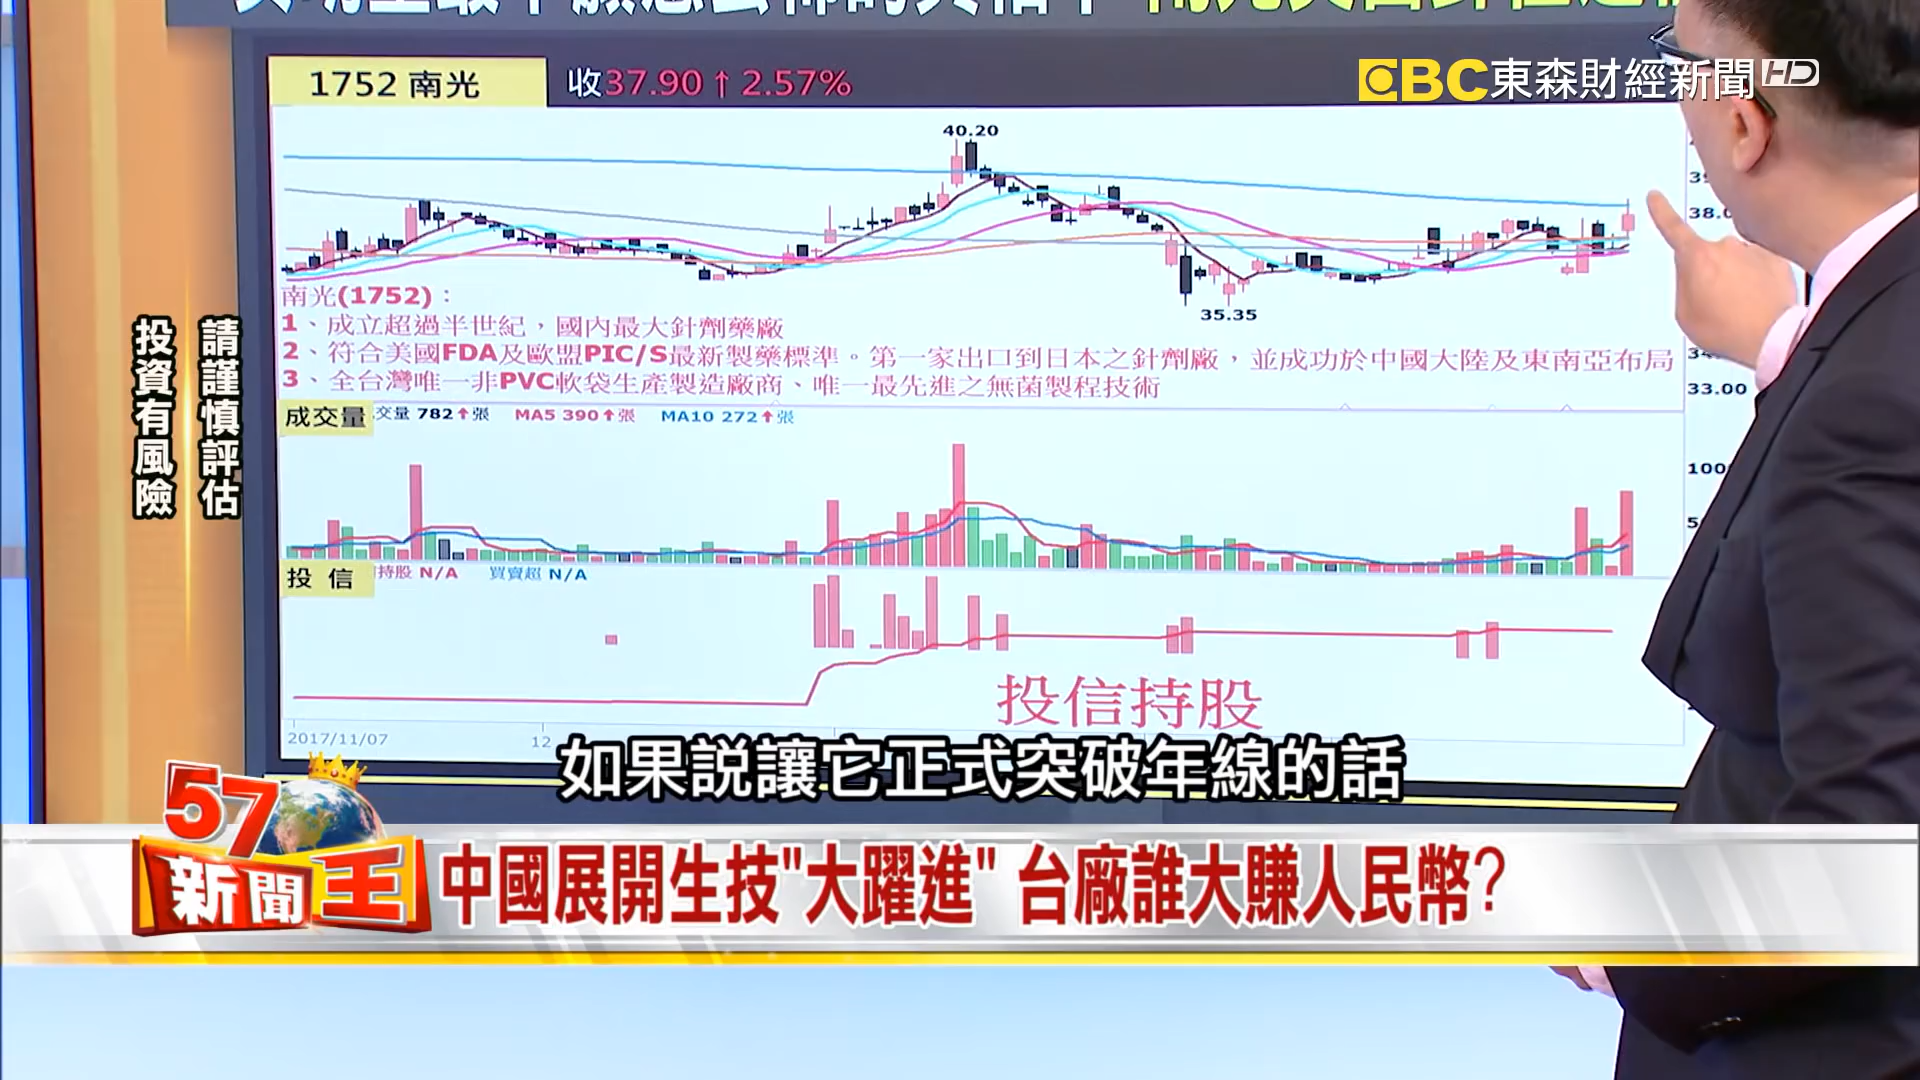 1752 南光
收37.90↑2.57%
EBC東森財經新聞HD
40.20
38.0
35.35
33.00
南光(1752)：
1、成立超過半世紀，國內最大針劑藥廠
2、符合美國FDA及歐盟PIC/S最新製藥標準。第一家出口到日本之針劑廠，並成功於中國大陸及東南亞布局
3、全台灣唯一非PVC軟袋生產製造廠商、唯一最先進之無菌製程技術
成交量 交量 782↑張 MA5 390↑張 MA10 272↑張
投信 持股 N/A 買賣超 N/A
投信持股
2017/11/07
12
請謹慎評估
投資有風險
如果説讓它正式突破年線的話
57
新聞王
中國展開生技"大躍進" 台廠誰大賺人民幣?